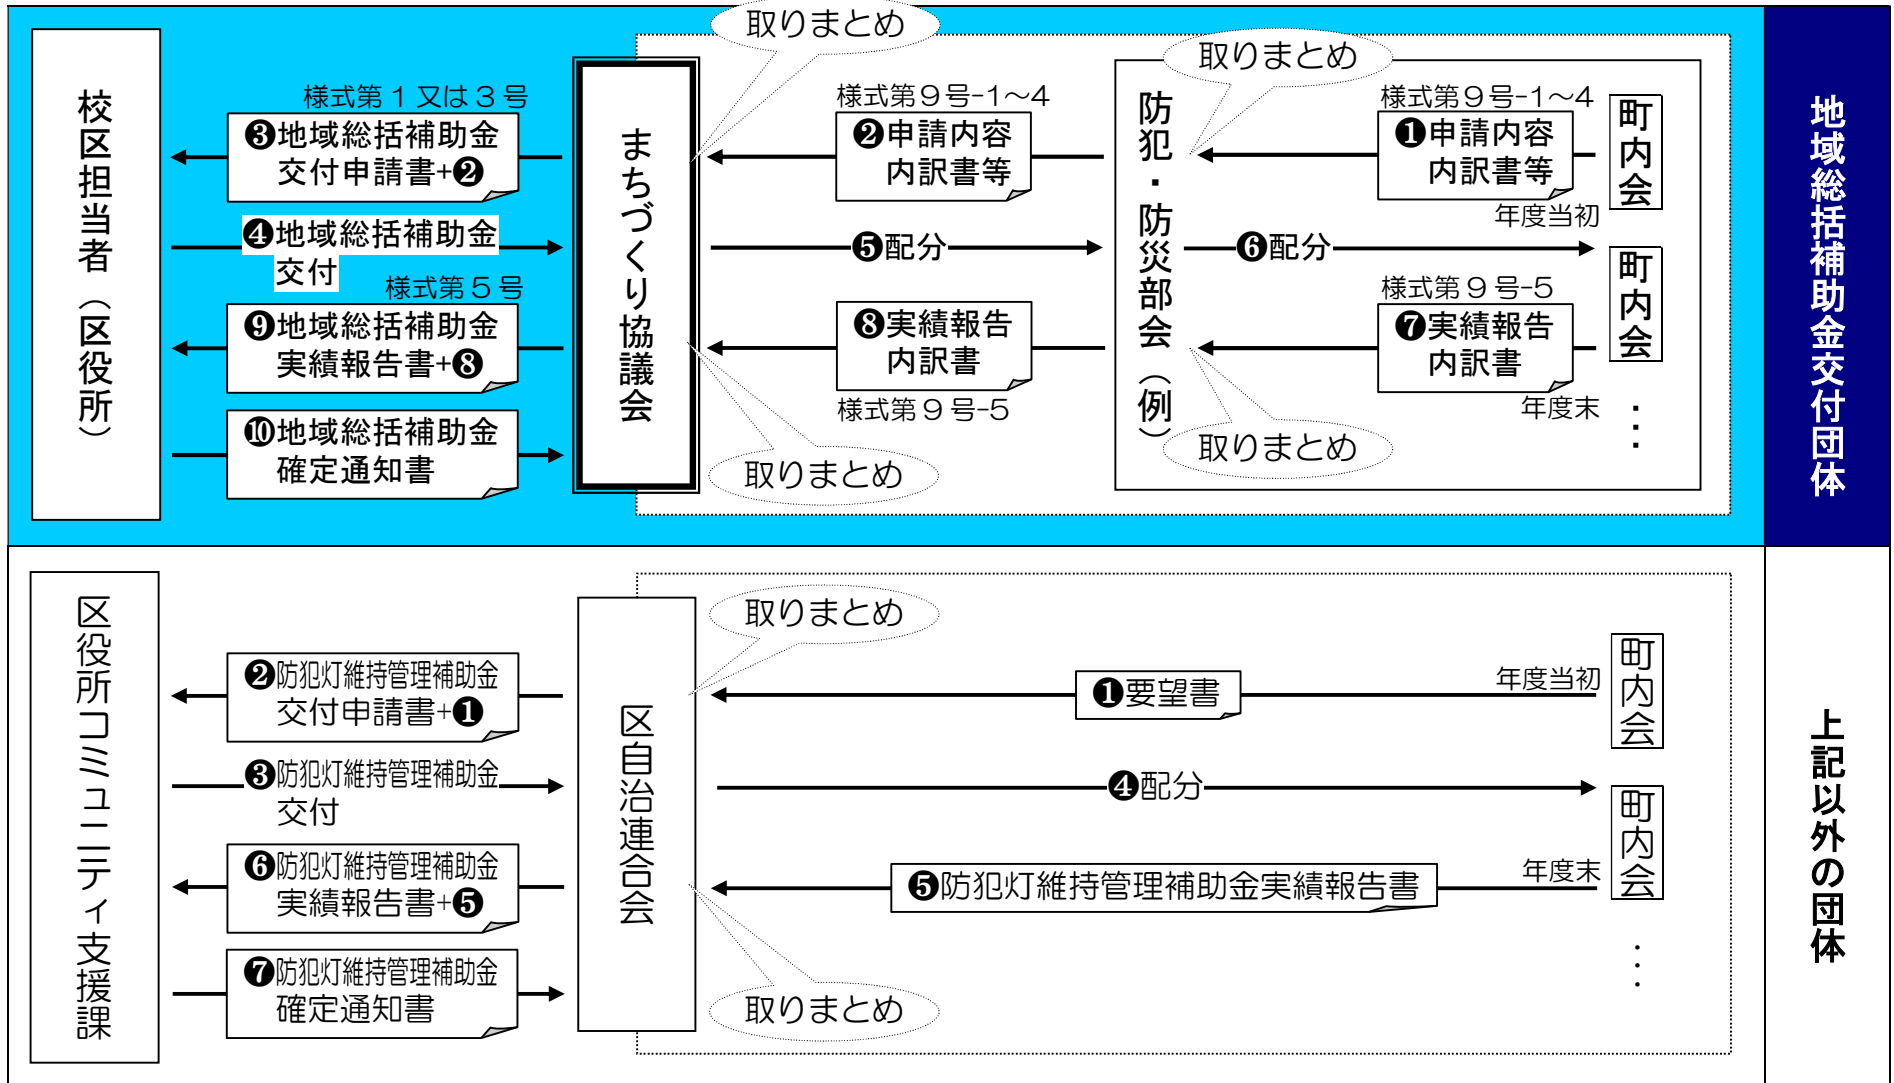 地域総括補助金交付団体
校区担当者（区役所）
まちづくり協議会
防犯・防災部会（例）
取りまとめ
取りまとめ
様式第1又は3号
❸地域総括補助金
交付申請書+❷
様式第9号-1～4
❷申請内容
内訳書等
様式第9号-1～4
❶申請内容
内訳書等
年度当初
町内会
❹地域総括補助金
交付
❺配分
❻配分
町内会
様式第5号
❾地域総括補助金
実績報告書+❽
❽実績報告
内訳書
様式第9号-5
様式第9号-5
❼実績報告
内訳書
年度末
・・・
❿地域総括補助金
確定通知書
取りまとめ
取りまとめ
上記以外の団体
区役所コミュニティ支援課
区自治連合会
取りまとめ
❷防犯灯維持管理補助金
交付申請書+❶
❶要望書
年度当初
町内会
❸防犯灯維持管理補助金
交付
❹配分
町内会
❻防犯灯維持管理補助金
実績報告書+❺
❺防犯灯維持管理補助金実績報告書
年度末
・・・
❼防犯灯維持管理補助金
確定通知書
取りまとめ